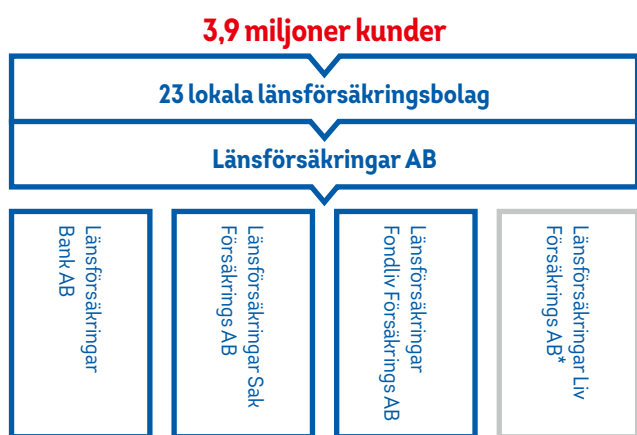 3,9 miljoner kunder
23 lokala länsförsäkringsbolag
Länsförsäkringar AB
Länsförsäkringar
Bank AB
Länsförsäkringar Sak
Försäkrings AB
Länsförsäkringar
Fondliv Försäkrings AB
Länsförsäkringar Liv
Försäkrings AB*